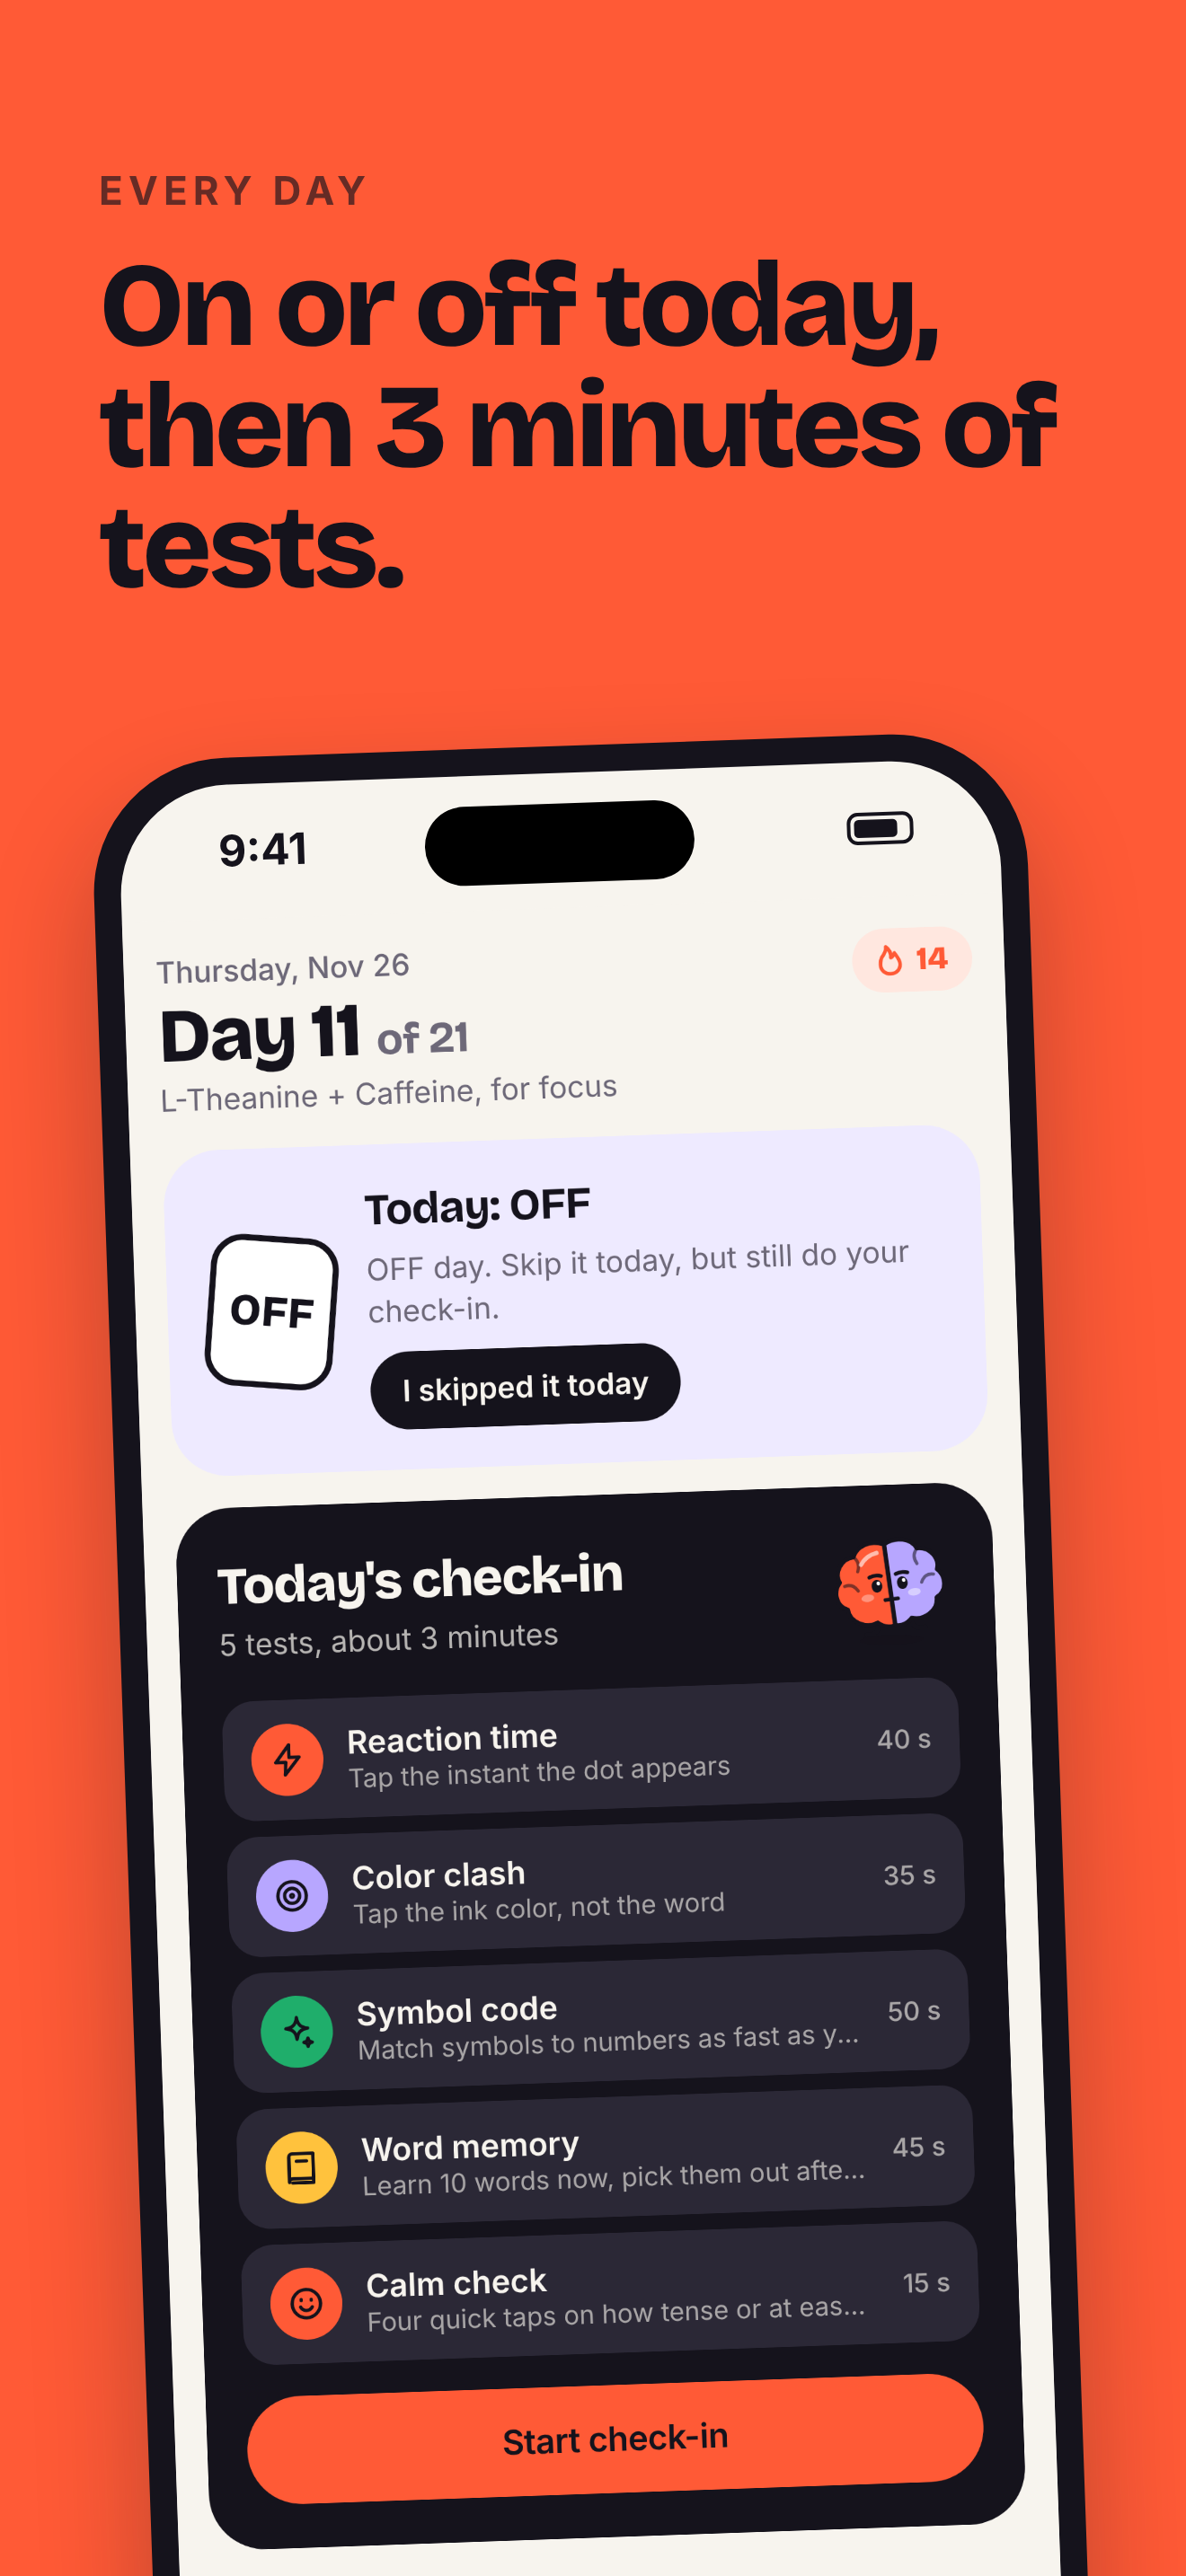 EVERY DAY
On or off today,
then 3 minutes of
tests.
9:41
Thursday, Nov 26
14
Day 11 of 21
L-Theanine + Caffeine, for focus
Today: OFF
OFF
OFF day. Skip it today, but still do your
check-in.
I skipped it today
Today's check-in
5 tests, about 3 minutes
Reaction time
40 s
Tap the instant the dot appears
Color clash
35 s
Tap the ink color, not the word
Symbol code
50 s
Match symbols to numbers as fast as y...
Word memory
45 s
Learn 10 words now, pick them out afte...
Calm check
15 s
Four quick taps on how tense or at eas...
Start check-in